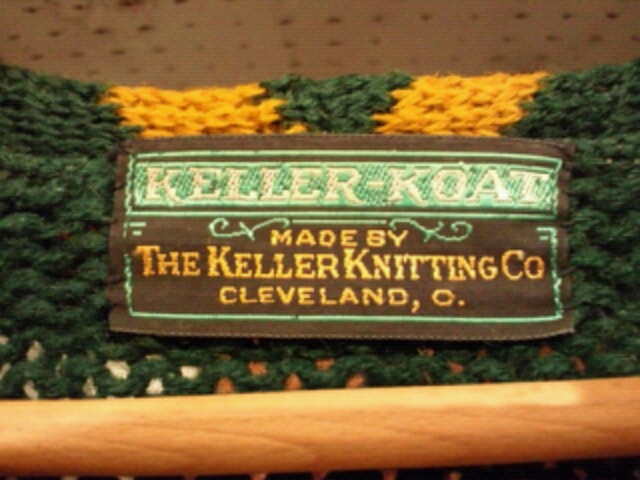 KELLER-KOAT
MADE BY
THE KELLER KNITTING CO
CLEVELAND, O.